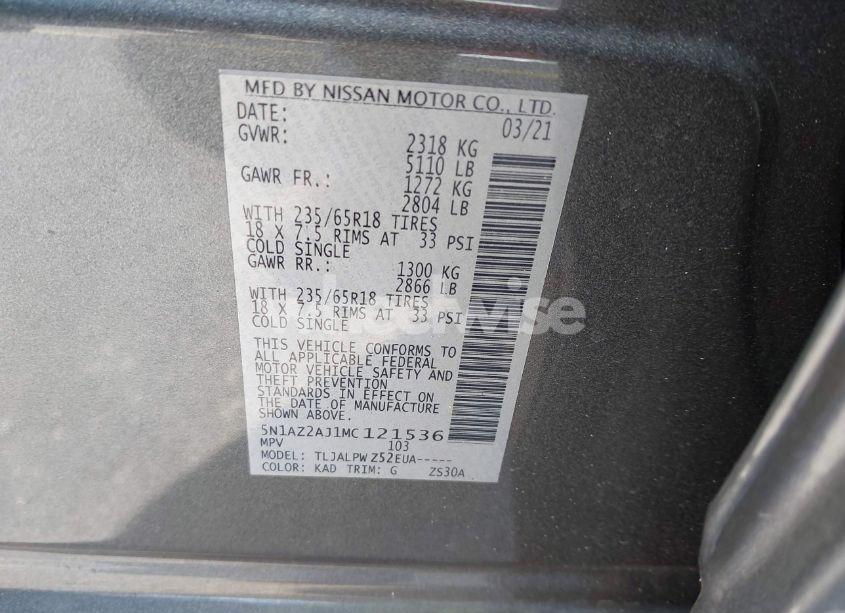 MFD BY NISSAN MOTOR CO., LTD.
DATE: 03/21
GVWR: 2318 KG
5110 LB
GAWR FR.: 1272 KG
2804 LB
WITH 235/65R18 TIRES
18 X 7.5 RIMS AT 33 PSI
COLD SINGLE
GAWR RR.: 1300 KG
2866 LB
WITH 235/65R18 TIRES
18 X 7.5 RIMS AT 33 PSI
COLD SINGLE
THIS VEHICLE CONFORMS TO
ALL APPLICABLE FEDERAL
MOTOR VEHICLE SAFETY AND
THEFT PREVENTION
STANDARDS IN EFFECT ON
THE DATE OF MANUFACTURE
SHOWN ABOVE.
5N1AZ2AJ1MC121536
MPV 103
MODEL: TLJALPW Z52EUA-----
COLOR: KAD TRIM: G ZS30A